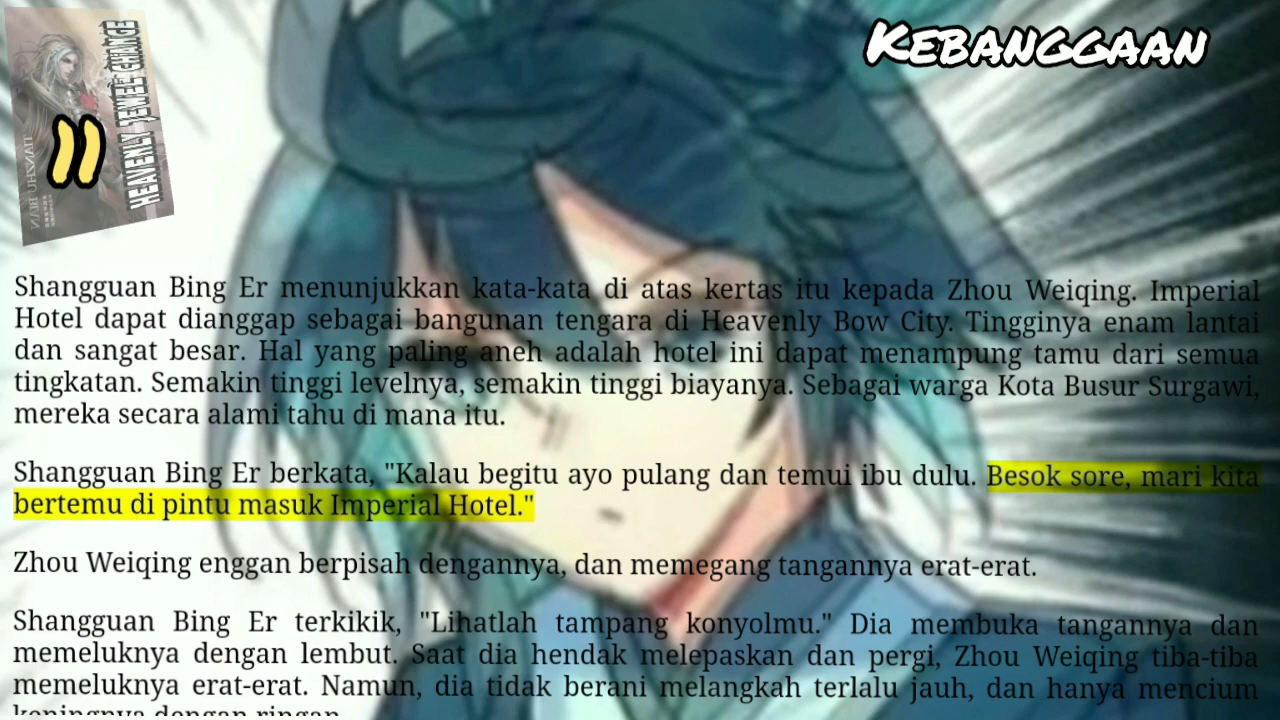 KEBANGGAAN
HEAVENLY JEWEL CHANGE
11
Shangguan Bing Er menunjukkan kata-kata di atas kertas itu kepada Zhou Weiqing. Imperial
Hotel dapat dianggap sebagai bangunan tengara di Heavenly Bow City. Tingginya enam lantai
dan sangat besar. Hal yang paling aneh adalah hotel ini dapat menampung tamu dari semua
tingkatan. Semakin tinggi levelnya, semakin tinggi biayanya. Sebagai warga Kota Busur Surgawi,
mereka secara alami tahu di mana itu.
Shangguan Bing Er berkata, "Kalau begitu ayo pulang dan temui ibu dulu. Besok sore, mari kita
bertemu di pintu masuk Imperial Hotel."
Zhou Weiqing enggan berpisah dengannya, dan memegang tangannya erat-erat.
Shangguan Bing Er terkikik, "Lihatlah tampang konyolmu." Dia membuka tangannya dan
memeluknya dengan lembut. Saat dia hendak melepaskan dan pergi, Zhou Weiqing tiba-tiba
memeluknya erat-erat. Namun, dia tidak berani melangkah terlalu jauh, dan hanya mencium
keningnya dengan ringan.